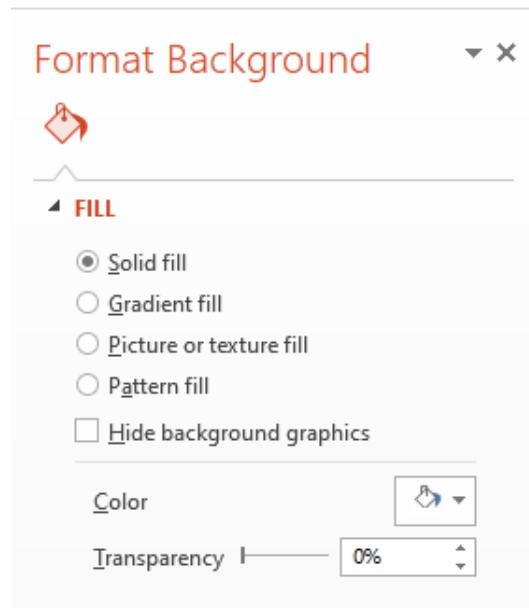 Format Background
FILL
Solid fill
Gradient fill
Picture or texture fill
Pattern fill
Hide background graphics
Color
Transparency 0%